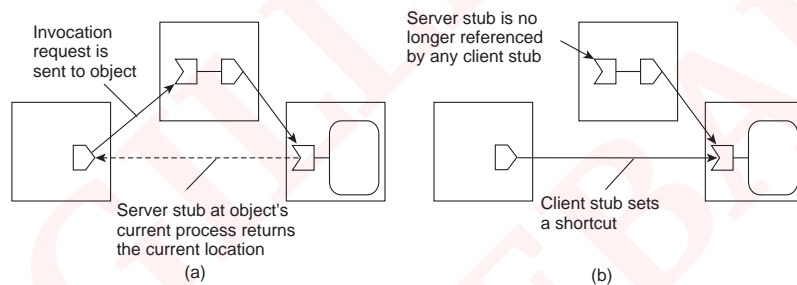 Invocation
request is
sent to object
Server stub at object's
current process returns
the current location
(a)
Server stub is no
longer referenced
by any client stub
Client stub sets
a shortcut
(b)